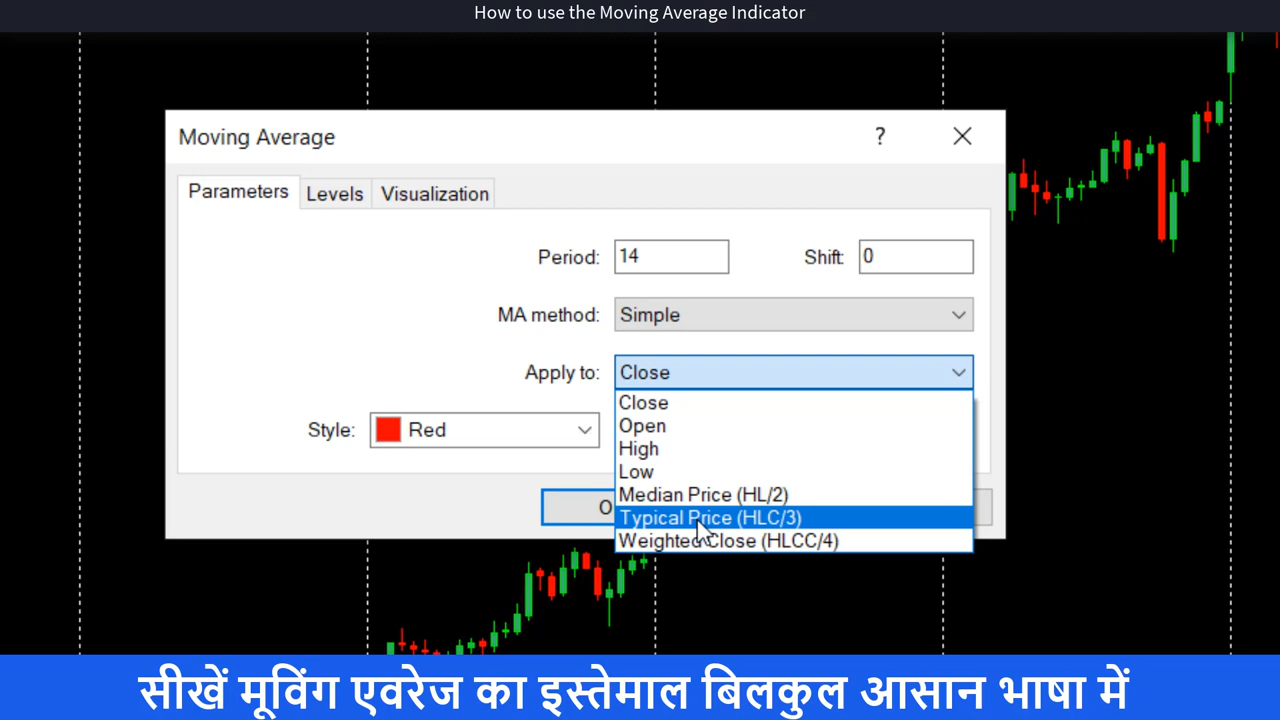 How to use the Moving Average Indicator
Moving Average
?
Parameters Levels Visualization
Period: 14 Shift: 0
MA method: Simple
Apply to: Close
Close
Open
Style: Red
High
Low
Median Price (HL/2)
Typical Price (HLC/3)
Weighted Close (HLCC/4)
सीखें मूविंग एवरेज का इस्तेमाल बिलकुल आसान भाषा में